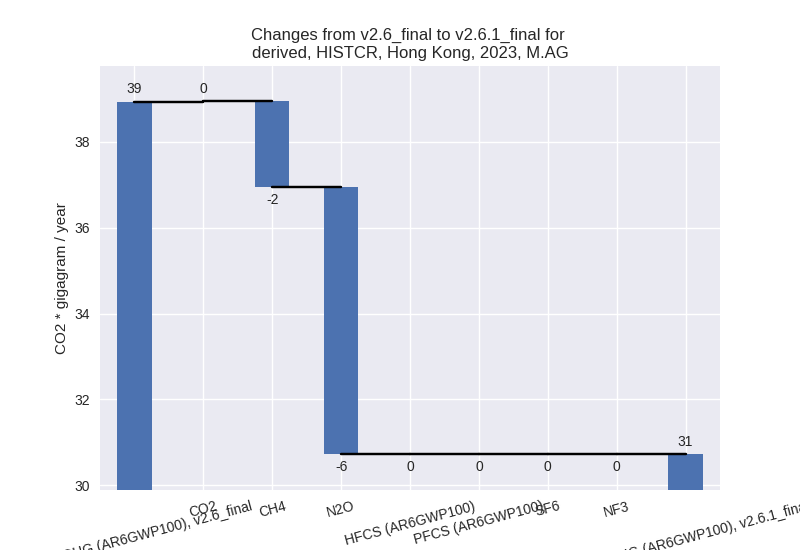 Changes from v2.6_final to v2.6.1_final for
derived, HISTCR, Hong Kong, 2023, M.AG
CO2 * gigagram / year
38
36
34
32
30
39
0
-2
-6
0
0
0
0
31
(AR6GWP100), v2.6_final
CO2
CH4
N2O
HFCS (AR6GWP100)
PFCS (AR6GWP100)
SF6
NF3
(AR6GWP100), v2.6.1_final